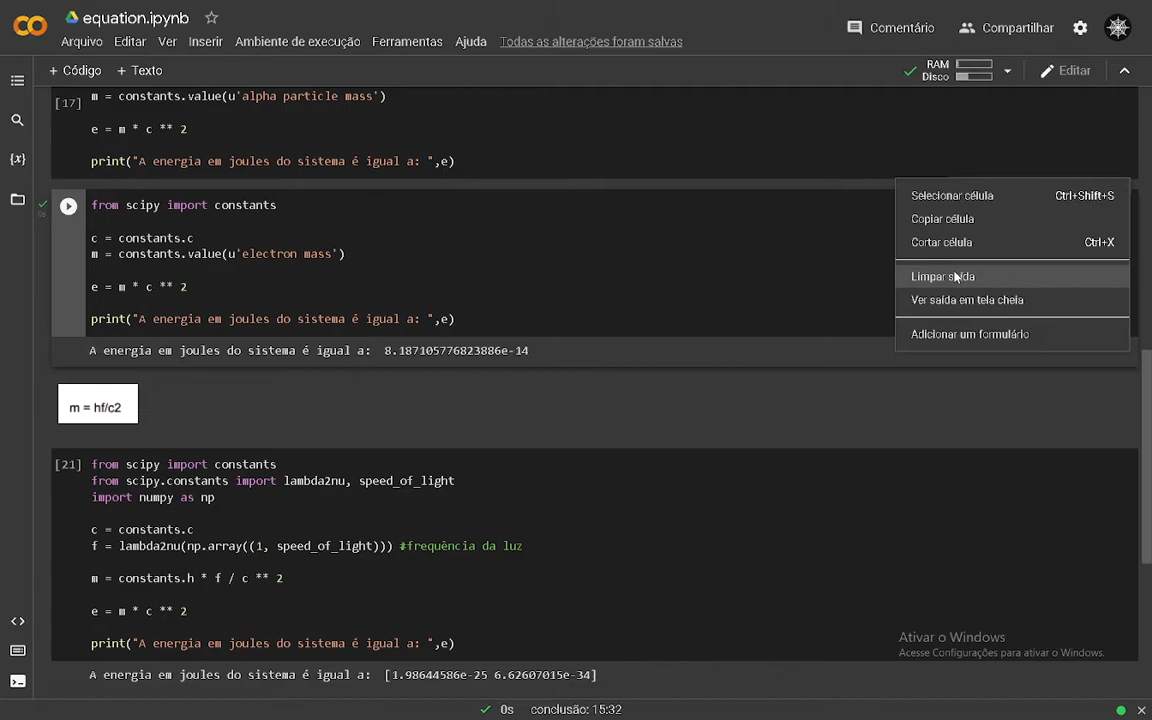 equation.ipynb
Arquivo Editar Ver Inserir Ambiente de execução Ferramentas Ajuda Todas as alterações foram salvas
Comentário Compartilhar
+ Código + Texto
RAM
Disco
Editar
[17] m = constants.value(u'alpha particle mass')
e = m * c ** 2
print("A energia em joules do sistema é igual a: ",e)
from scipy import constants
c = constants.c
m = constants.value(u'electron mass')
e = m * c ** 2
print("A energia em joules do sistema é igual a: ",e)
A energia em joules do sistema é igual a: 8.187105776823886e-14
Selecionar célula Ctrl+Shift+S
Copiar célula
Cortar célula Ctrl+X
Limpar saída
Ver saída em tela cheia
Adicionar um formulário
m = hf/c2
[21] from scipy import constants
from scipy.constants import lambda2nu, speed_of_light
import numpy as np
c = constants.c
f = lambda2nu(np.array((1, speed_of_light))) #frequência da luz
m = constants.h * f / c ** 2
e = m * c ** 2
print("A energia em joules do sistema é igual a: ",e)
A energia em joules do sistema é igual a: [1.98644586e-25 6.62607015e-34]
Ativar o Windows
Acesse Configurações para ativar o Windows.
0s conclusão: 15:32